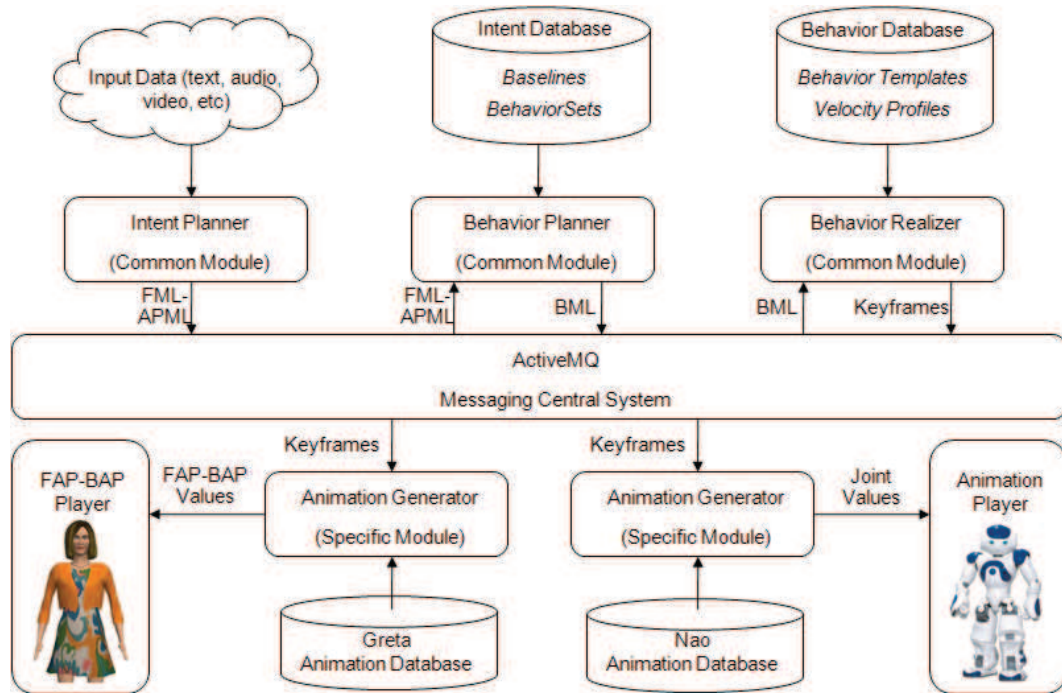 Input Data (text, audio,
video, etc)
Intent Database
Baselines
BehaviorSets
Behavior Database
Behavior Templates
Velocity Profiles
Intent Planner
(Common Module)
Behavior Planner
(Common Module)
Behavior Realizer
(Common Module)
FML-
APML
FML-
APML
BML
BML
Keyframes
ActiveMQ
Messaging Central System
Keyframes
Keyframes
FAP-BAP
Player
FAP-BAP
Values
Animation Generator
(Specific Module)
Animation Generator
(Specific Module)
Joint
Values
Animation
Player
Greta
Animation Database
Nao
Animation Database